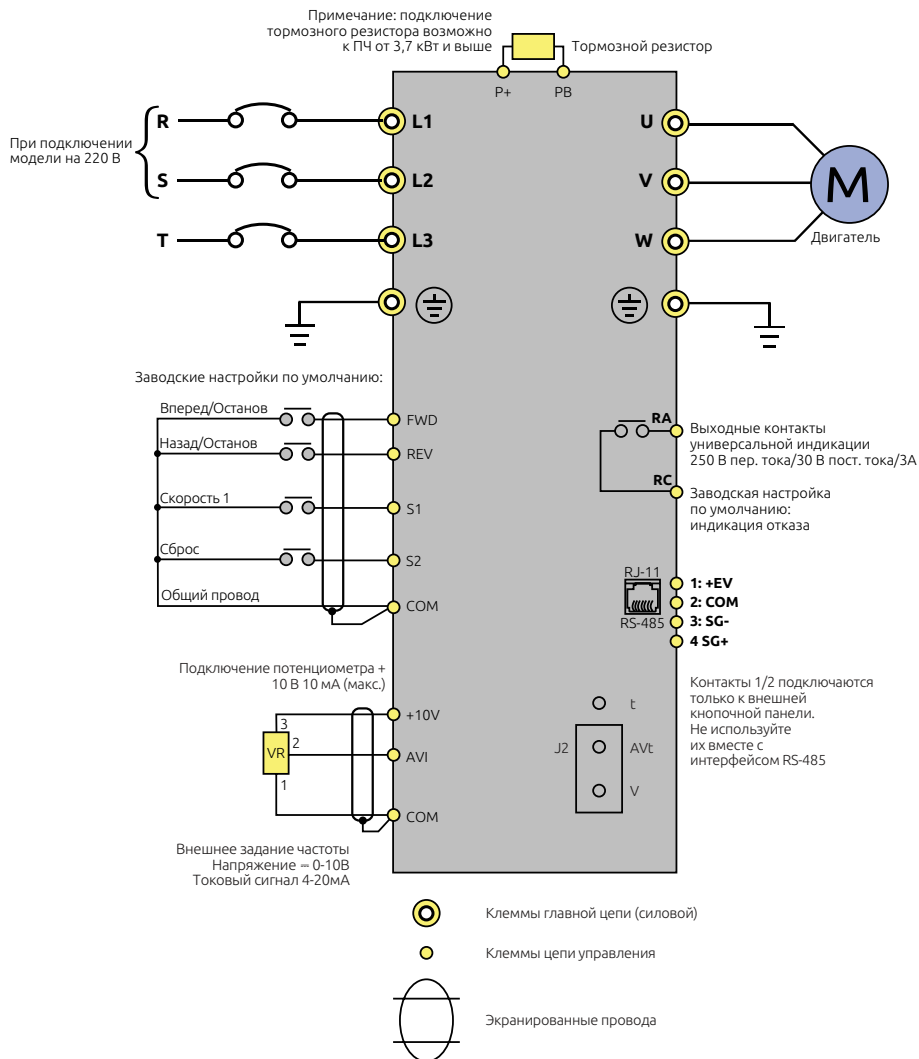 Примечание: подключение
тормозного резистора возможно
к ПЧ от 3,7 кВт и выше
Тормозной резистор
P+
PB
При подключении
модели на 220 В
R
L1
S
L2
T
L3
U
V
W
M
Двигатель
Заводские настройки по умолчанию:
Вперед/Останов
FWD
Назад/Останов
REV
Скорость 1
S1
Сброс
S2
Общий провод
COM
RA
Выходные контакты
универсальной индикации
250 В пер. тока/30 В пост. тока/3А
RC
Заводская настройка
по умолчанию:
индикация отказа
RJ-11
RS-485
1: +EV
2: COM
3: SG-
4 SG+
Контакты 1/2 подключаются
только к внешней
кнопочной панели.
Не используйте
их вместе с
интерфейсом RS-485
Подключение потенциометра +
10 В 10 мА (макс.)
+10V
3
VR
2
AVI
1
COM
t
J2
AVt
V
Внешнее задание частоты
Напряжение ⎓ 0-10В
Токовый сигнал 4-20мА
Клеммы главной цепи (силовой)
Клеммы цепи управления
Экранированные провода